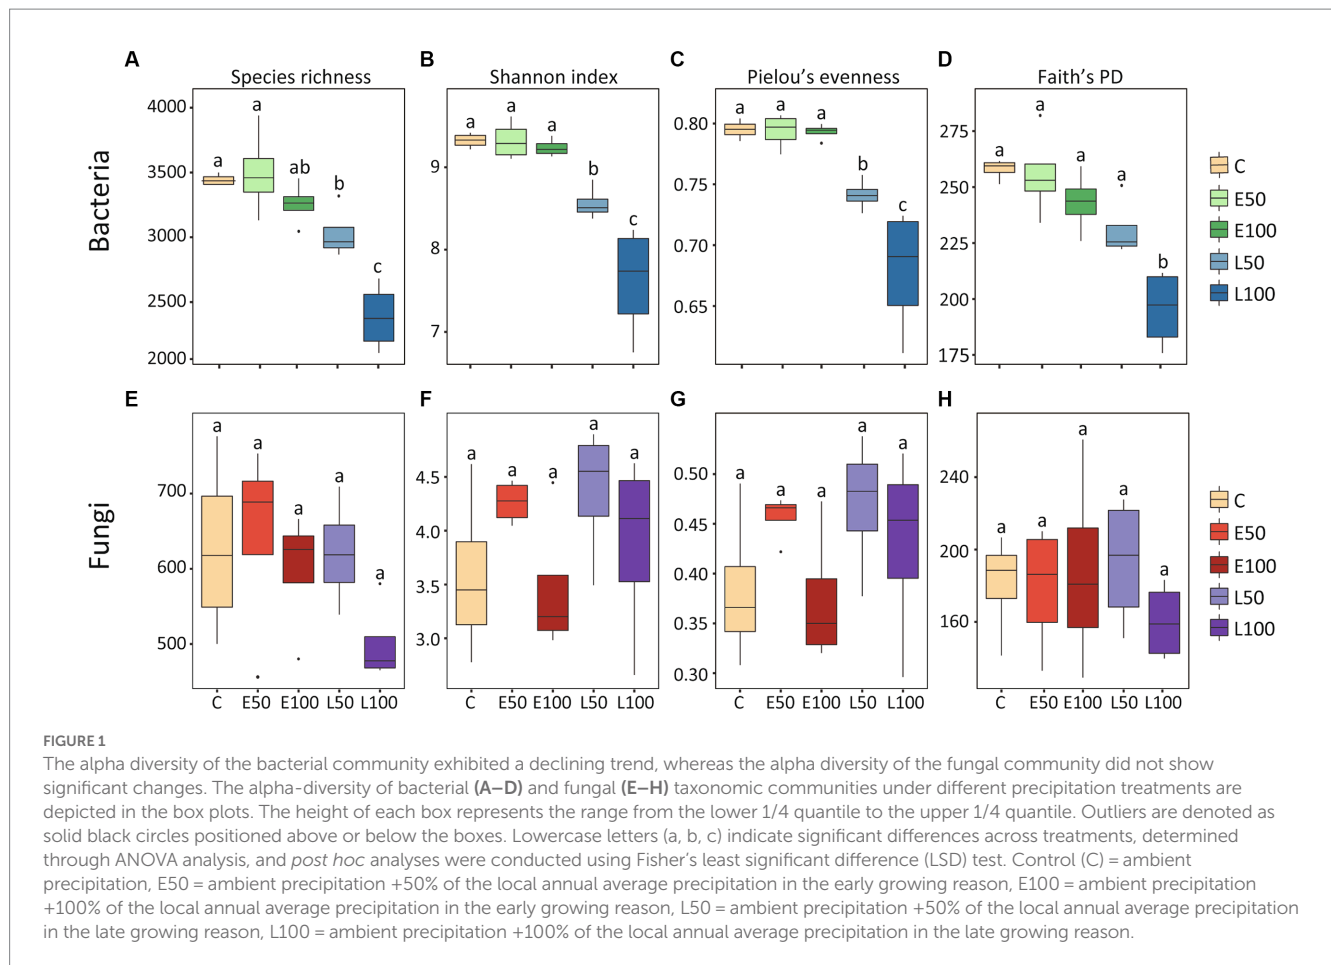 A
Species richness
B
Shannon index
C
Pielou's evenness
D
Faith's PD
Bacteria
4000
3500
3000
2500
2000
a
a
ab
b
c
9
8
7
a
a
a
b
c
0.80
0.75
0.70
0.65
a
a
a
b
c
275
250
225
200
175
a
a
a
b
C
E50
E100
L50
L100
E
F
G
H
Fungi
700
600
500
a
a
a
a
a
4.5
4.0
3.5
3.0
a
a
a
a
a
0.50
0.45
0.40
0.35
0.30
a
a
a
a
a
240
200
160
a
a
a
a
a
C
E50
E100
L50
L100
C E50 E100 L50 L100
C E50 E100 L50 L100
C E50 E100 L50 L100
C E50 E100 L50 L100
FIGURE 1
The alpha diversity of the bacterial community exhibited a declining trend, whereas the alpha diversity of the fungal community did not show
significant changes. The alpha-diversity of bacterial (A–D) and fungal (E–H) taxonomic communities under different precipitation treatments are
depicted in the box plots. The height of each box represents the range from the lower 1/4 quantile to the upper 1/4 quantile. Outliers are denoted as
solid black circles positioned above or below the boxes. Lowercase letters (a, b, c) indicate significant differences across treatments, determined
through ANOVA analysis, and post hoc analyses were conducted using Fisher's least significant difference (LSD) test. Control (C) = ambient
precipitation, E50 = ambient precipitation +50% of the local annual average precipitation in the early growing reason, E100 = ambient precipitation
+100% of the local annual average precipitation in the early growing reason, L50 = ambient precipitation +50% of the local annual average precipitation
in the late growing reason, L100 = ambient precipitation +100% of the local annual average precipitation in the late growing reason.